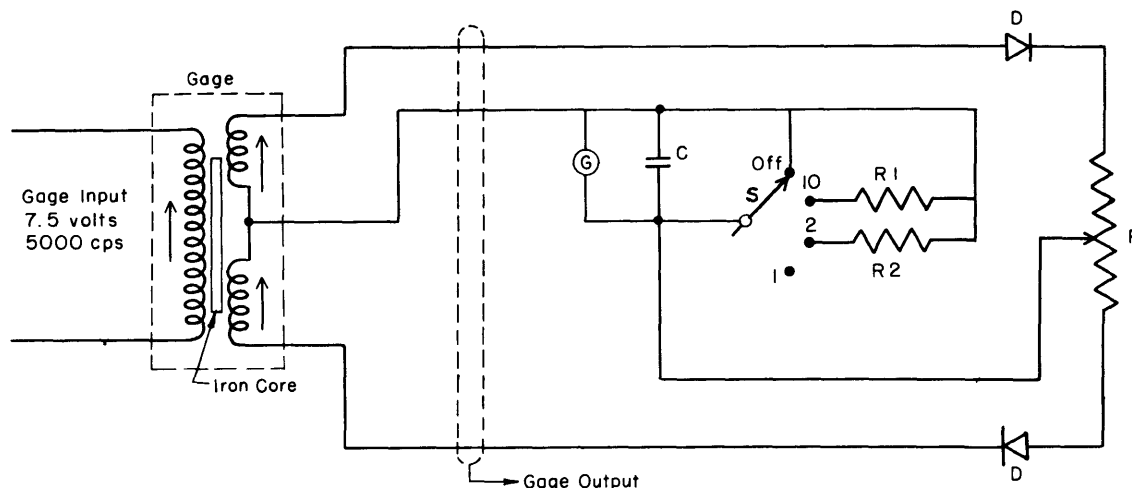 Gage
D
Gage Input
7.5 volts
5000 cps
G
C
Off
S
10
R1
2
R2
1
Iron Core
D
Gage Output